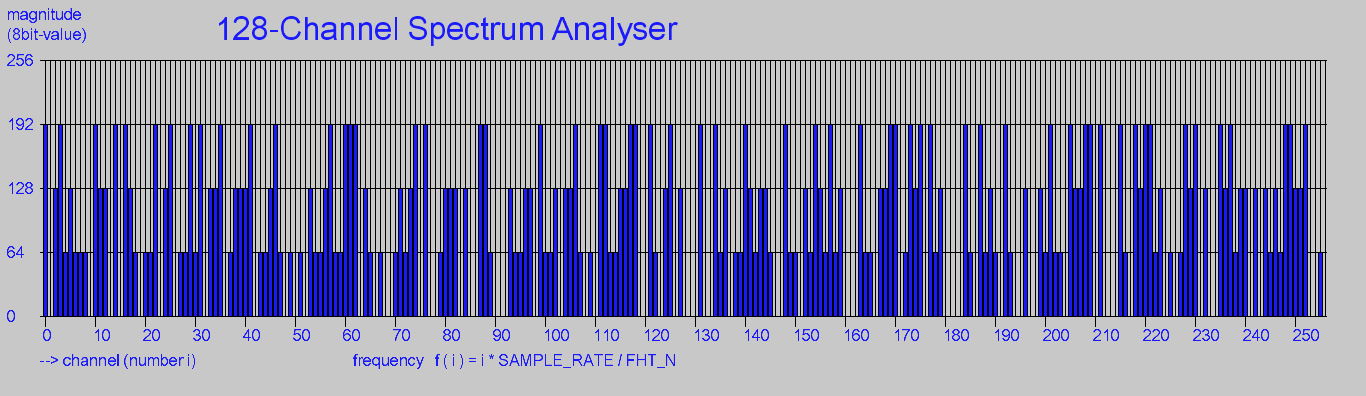 magnitude
(8bit-value)
128-Channel Spectrum Analyser
256
192
128
64
0
0 10 20 30 40 50 60 70 80 90 100 110 120 130 140 150 160 170 180 190 200 210 220 230 240 250
--> channel (number i)
frequency f ( i ) = i * SAMPLE_RATE / FHT_N